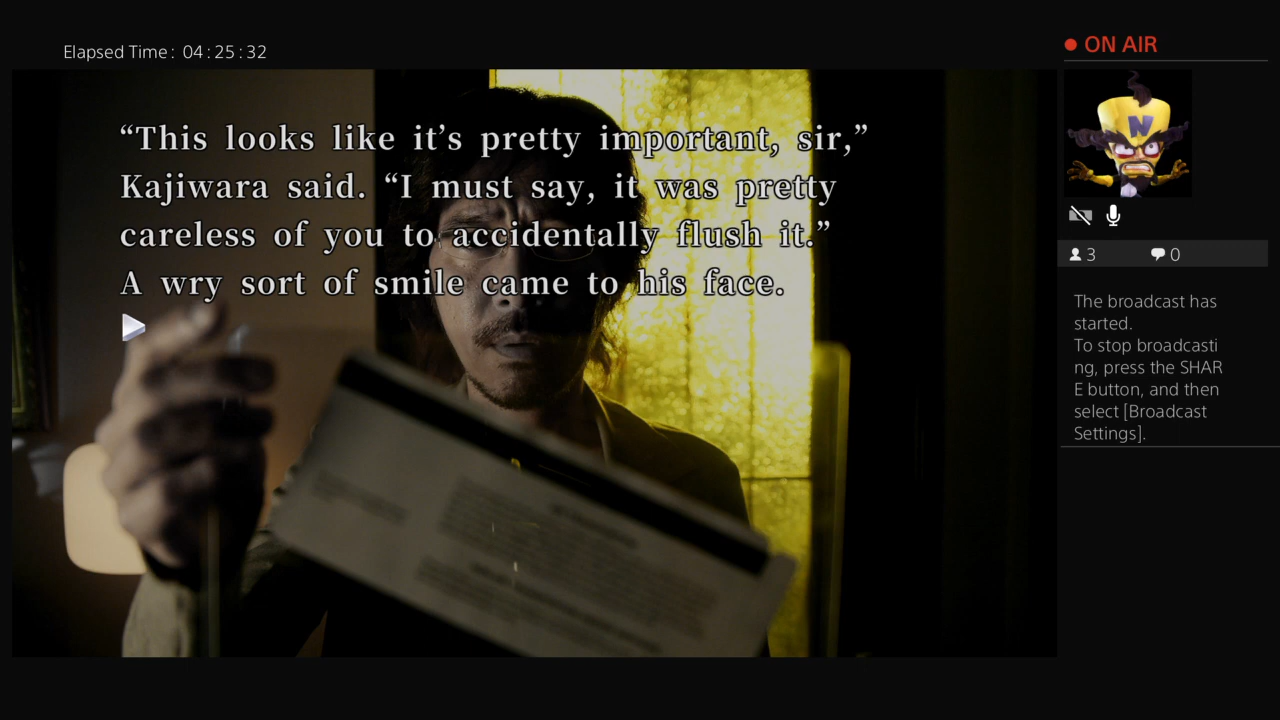 Elapsed Time: 04:25:32
ON AIR
“This looks like it’s pretty important, sir,”
Kajiwara said. “I must say, it was pretty
careless of you to accidentally flush it.”
A wry sort of smile came to his face.
N
3
0
The broadcast has
started.
To stop broadcasti
ng, press the SHAR
E button, and then
select [Broadcast
Settings].